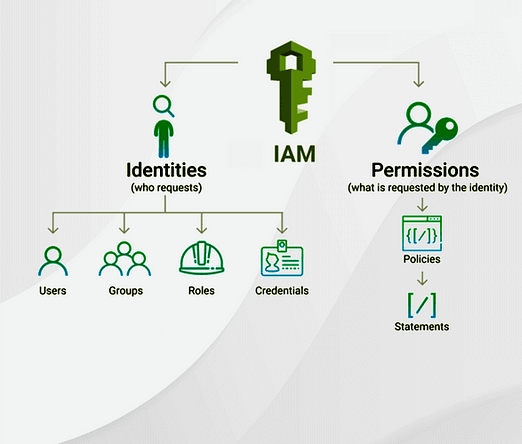 IAM
Identities
(who requests)
Permissions
(what is requested by the identity)
Users
Groups
Roles
Credentials
{[/]}
Policies
[/]
Statements